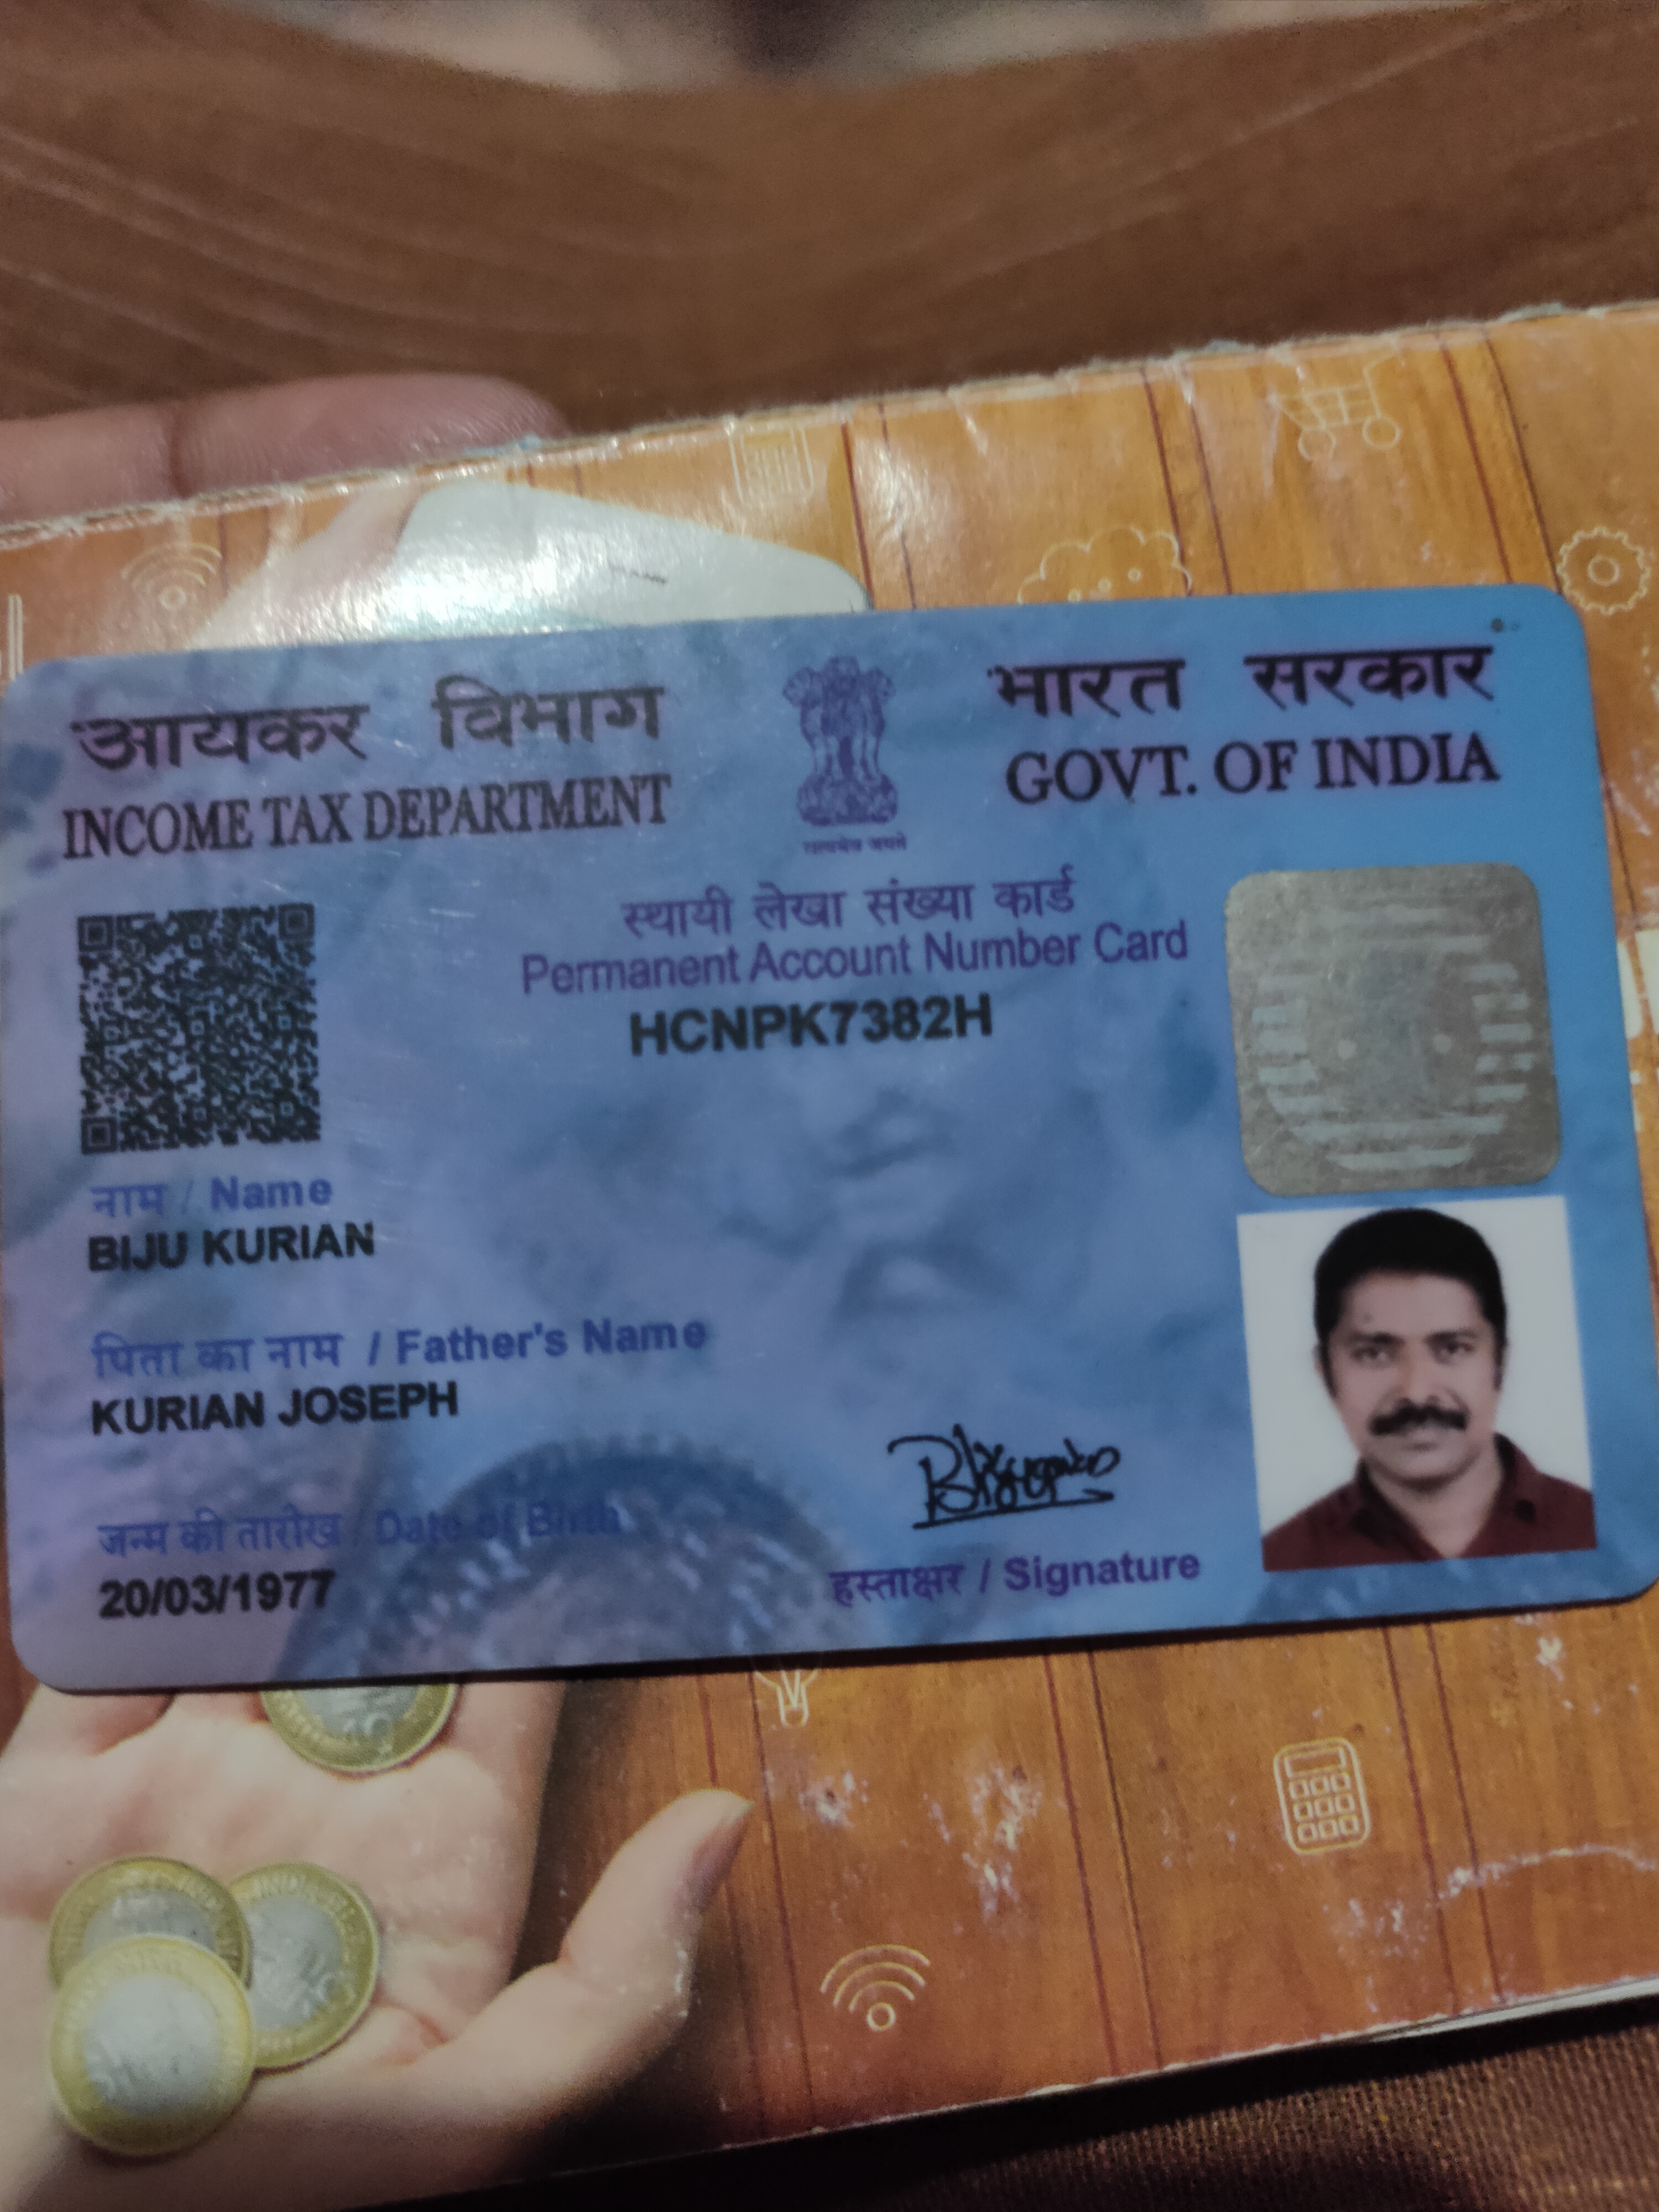 आयकर विभाग
INCOME TAX DEPARTMENT
सत्यमेव जयते
भारत सरकार
GOVT. OF INDIA
स्थायी लेखा संख्या कार्ड
Permanent Account Number Card
HCNPK7382H
नाम / Name
BIJU KURIAN
पिता का नाम / Father's Name
KURIAN JOSEPH
जन्म की तारीख / Date of Birth
20/03/1977
हस्ताक्षर / Signature